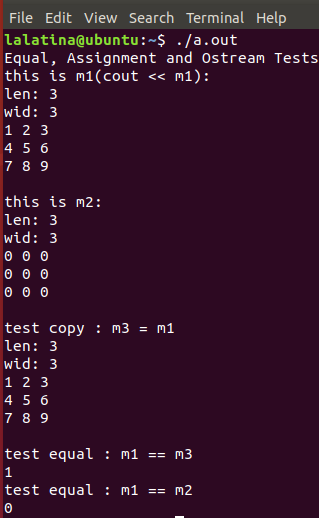 File Edit View Search Terminal Help
lalatina@ubuntu:~$ ./a.out
Equal, Assignment and Ostream Tests
this is m1(cout << m1):
len: 3
wid: 3
1 2 3
4 5 6
7 8 9

this is m2:
len: 3
wid: 3
0 0 0
0 0 0
0 0 0

test copy : m3 = m1
len: 3
wid: 3
1 2 3
4 5 6
7 8 9

test equal : m1 == m3
1
test equal : m1 == m2
0